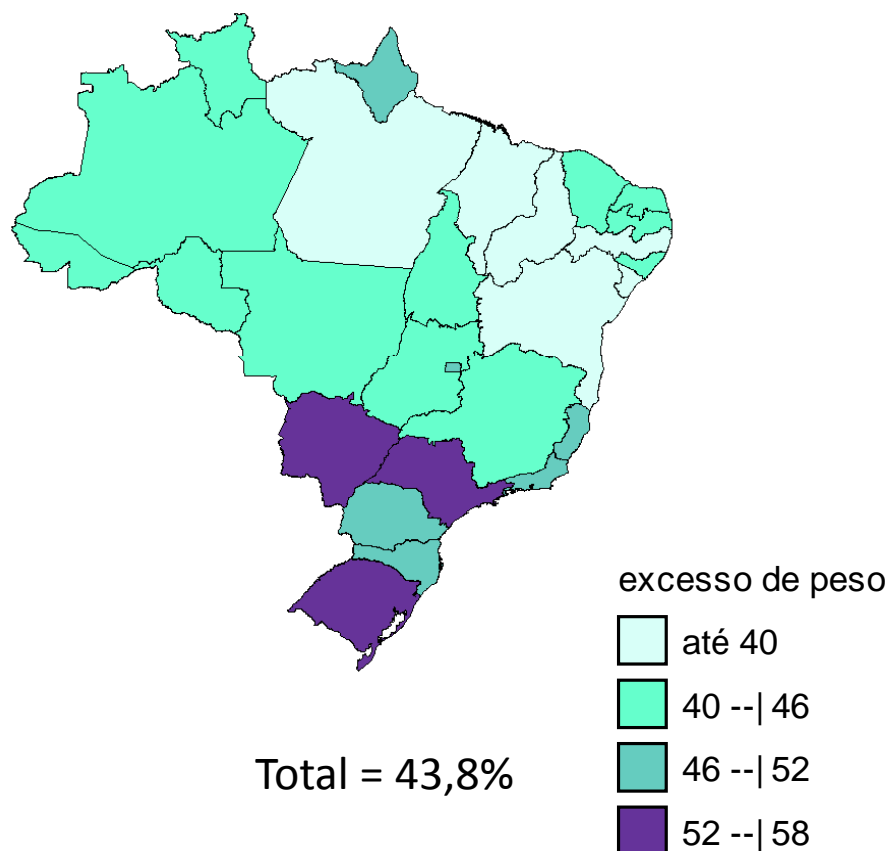 excesso de peso
até 40
40 --| 46
46 --| 52
52 --| 58
Total = 43,8%